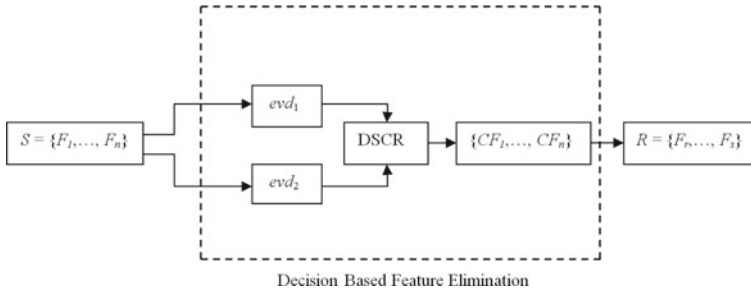 evd₁
S = {F₁,…, Fₙ}
DSCR
{CF₁,…, CFₙ}
R = {Fᵣ,…, Fₛ}
evd₂
Decision Based Feature Elimination